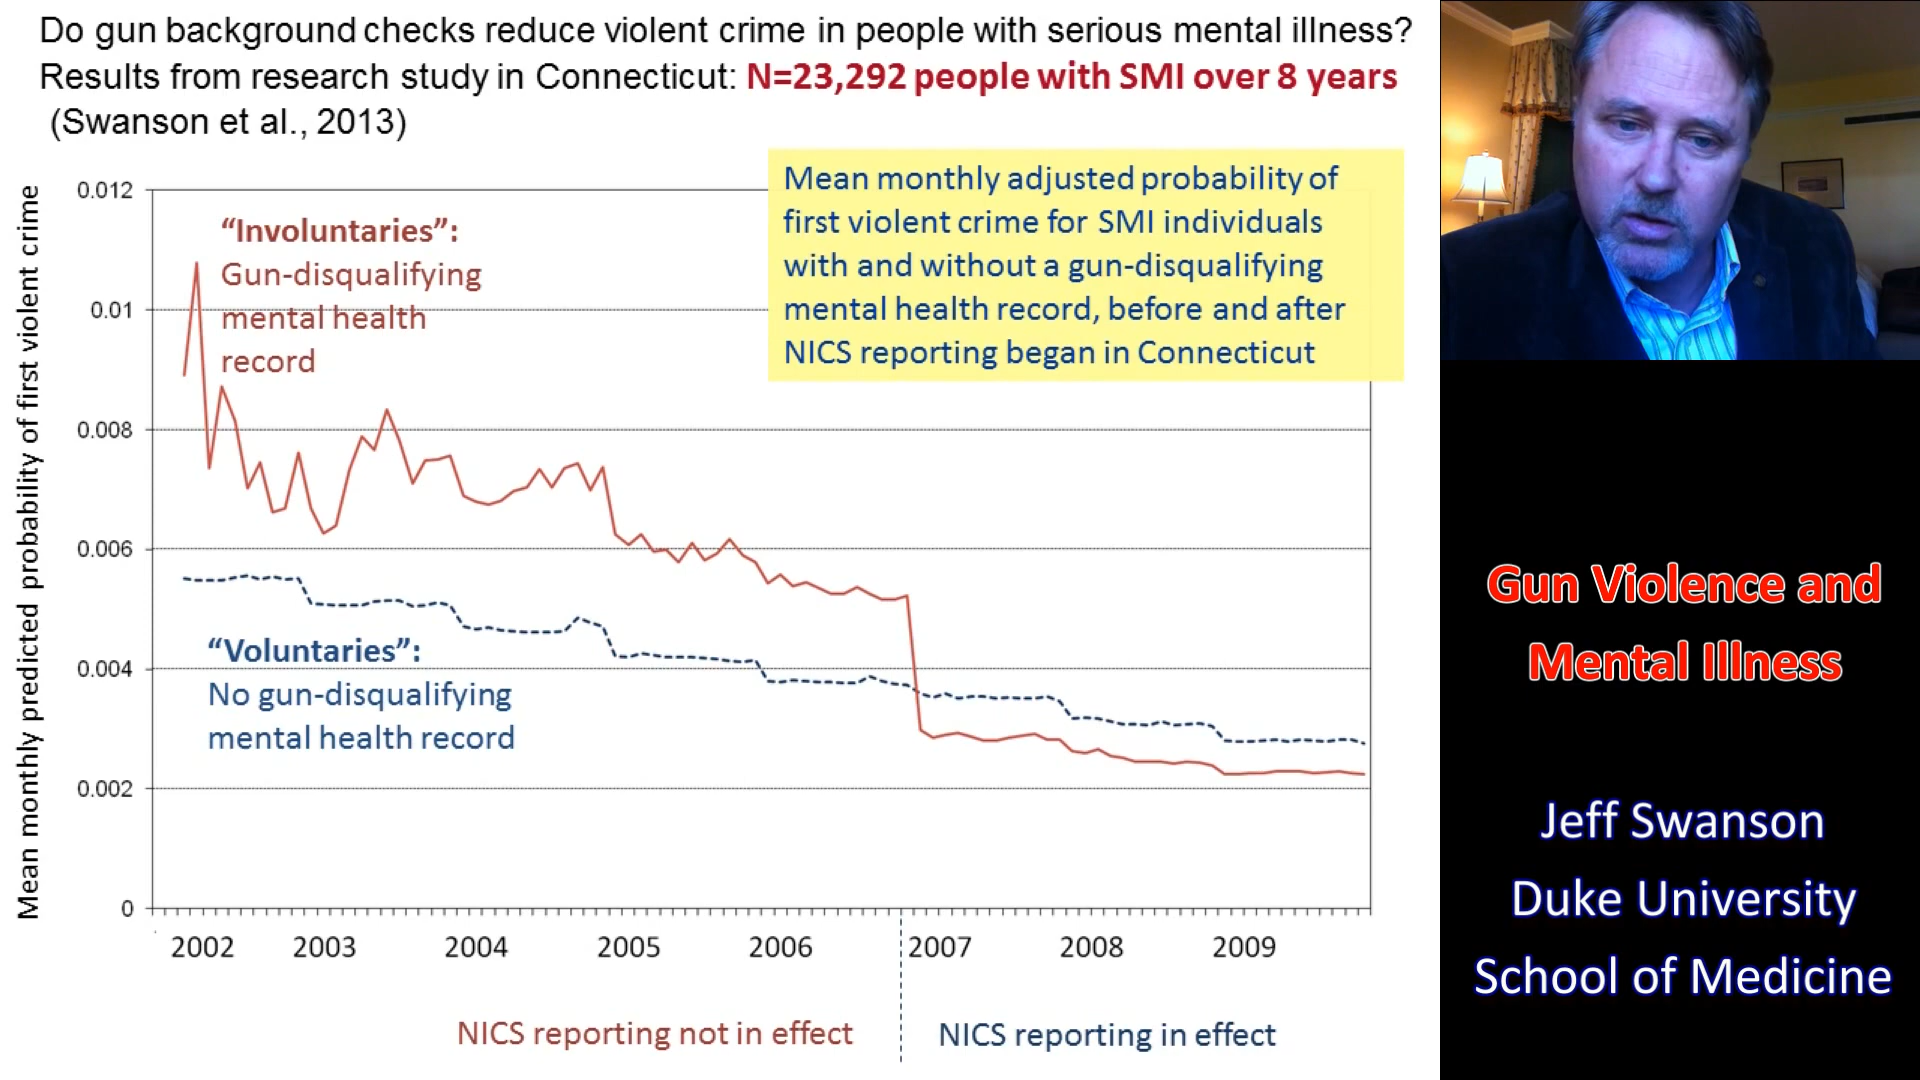 Do gun background checks reduce violent crime in people with serious mental illness?
Results from research study in Connecticut: N=23,292 people with SMI over 8 years
(Swanson et al., 2013)
Mean monthly predicted probability of first violent crime
0.012
0.01
0.008
0.006
0.004
0.002
0
“Involuntaries”:
Gun-disqualifying
mental health
record
Mean monthly adjusted probability of
first violent crime for SMI individuals
with and without a gun-disqualifying
mental health record, before and after
NICS reporting began in Connecticut
“Voluntaries”:
No gun-disqualifying
mental health record
2002 2003 2004 2005 2006 2007 2008 2009
NICS reporting not in effect
NICS reporting in effect
Gun Violence and
Mental Illness
Jeff Swanson
Duke University
School of Medicine